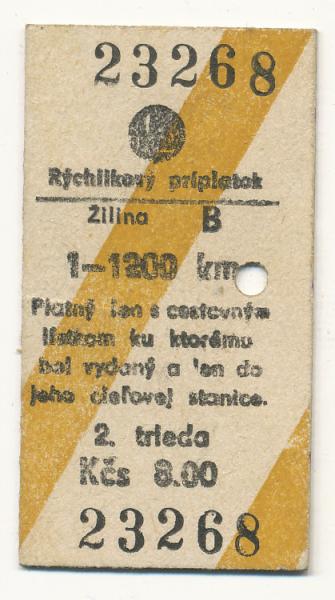 23268
Rýchlikový príplatok
Žilina B
1–1200 km
Platný len s cestovným
lístkom ku ktorému
bol vydaný a len do
jeho cieľovej stanice.
2. trieda
Kčs 8.00
23268